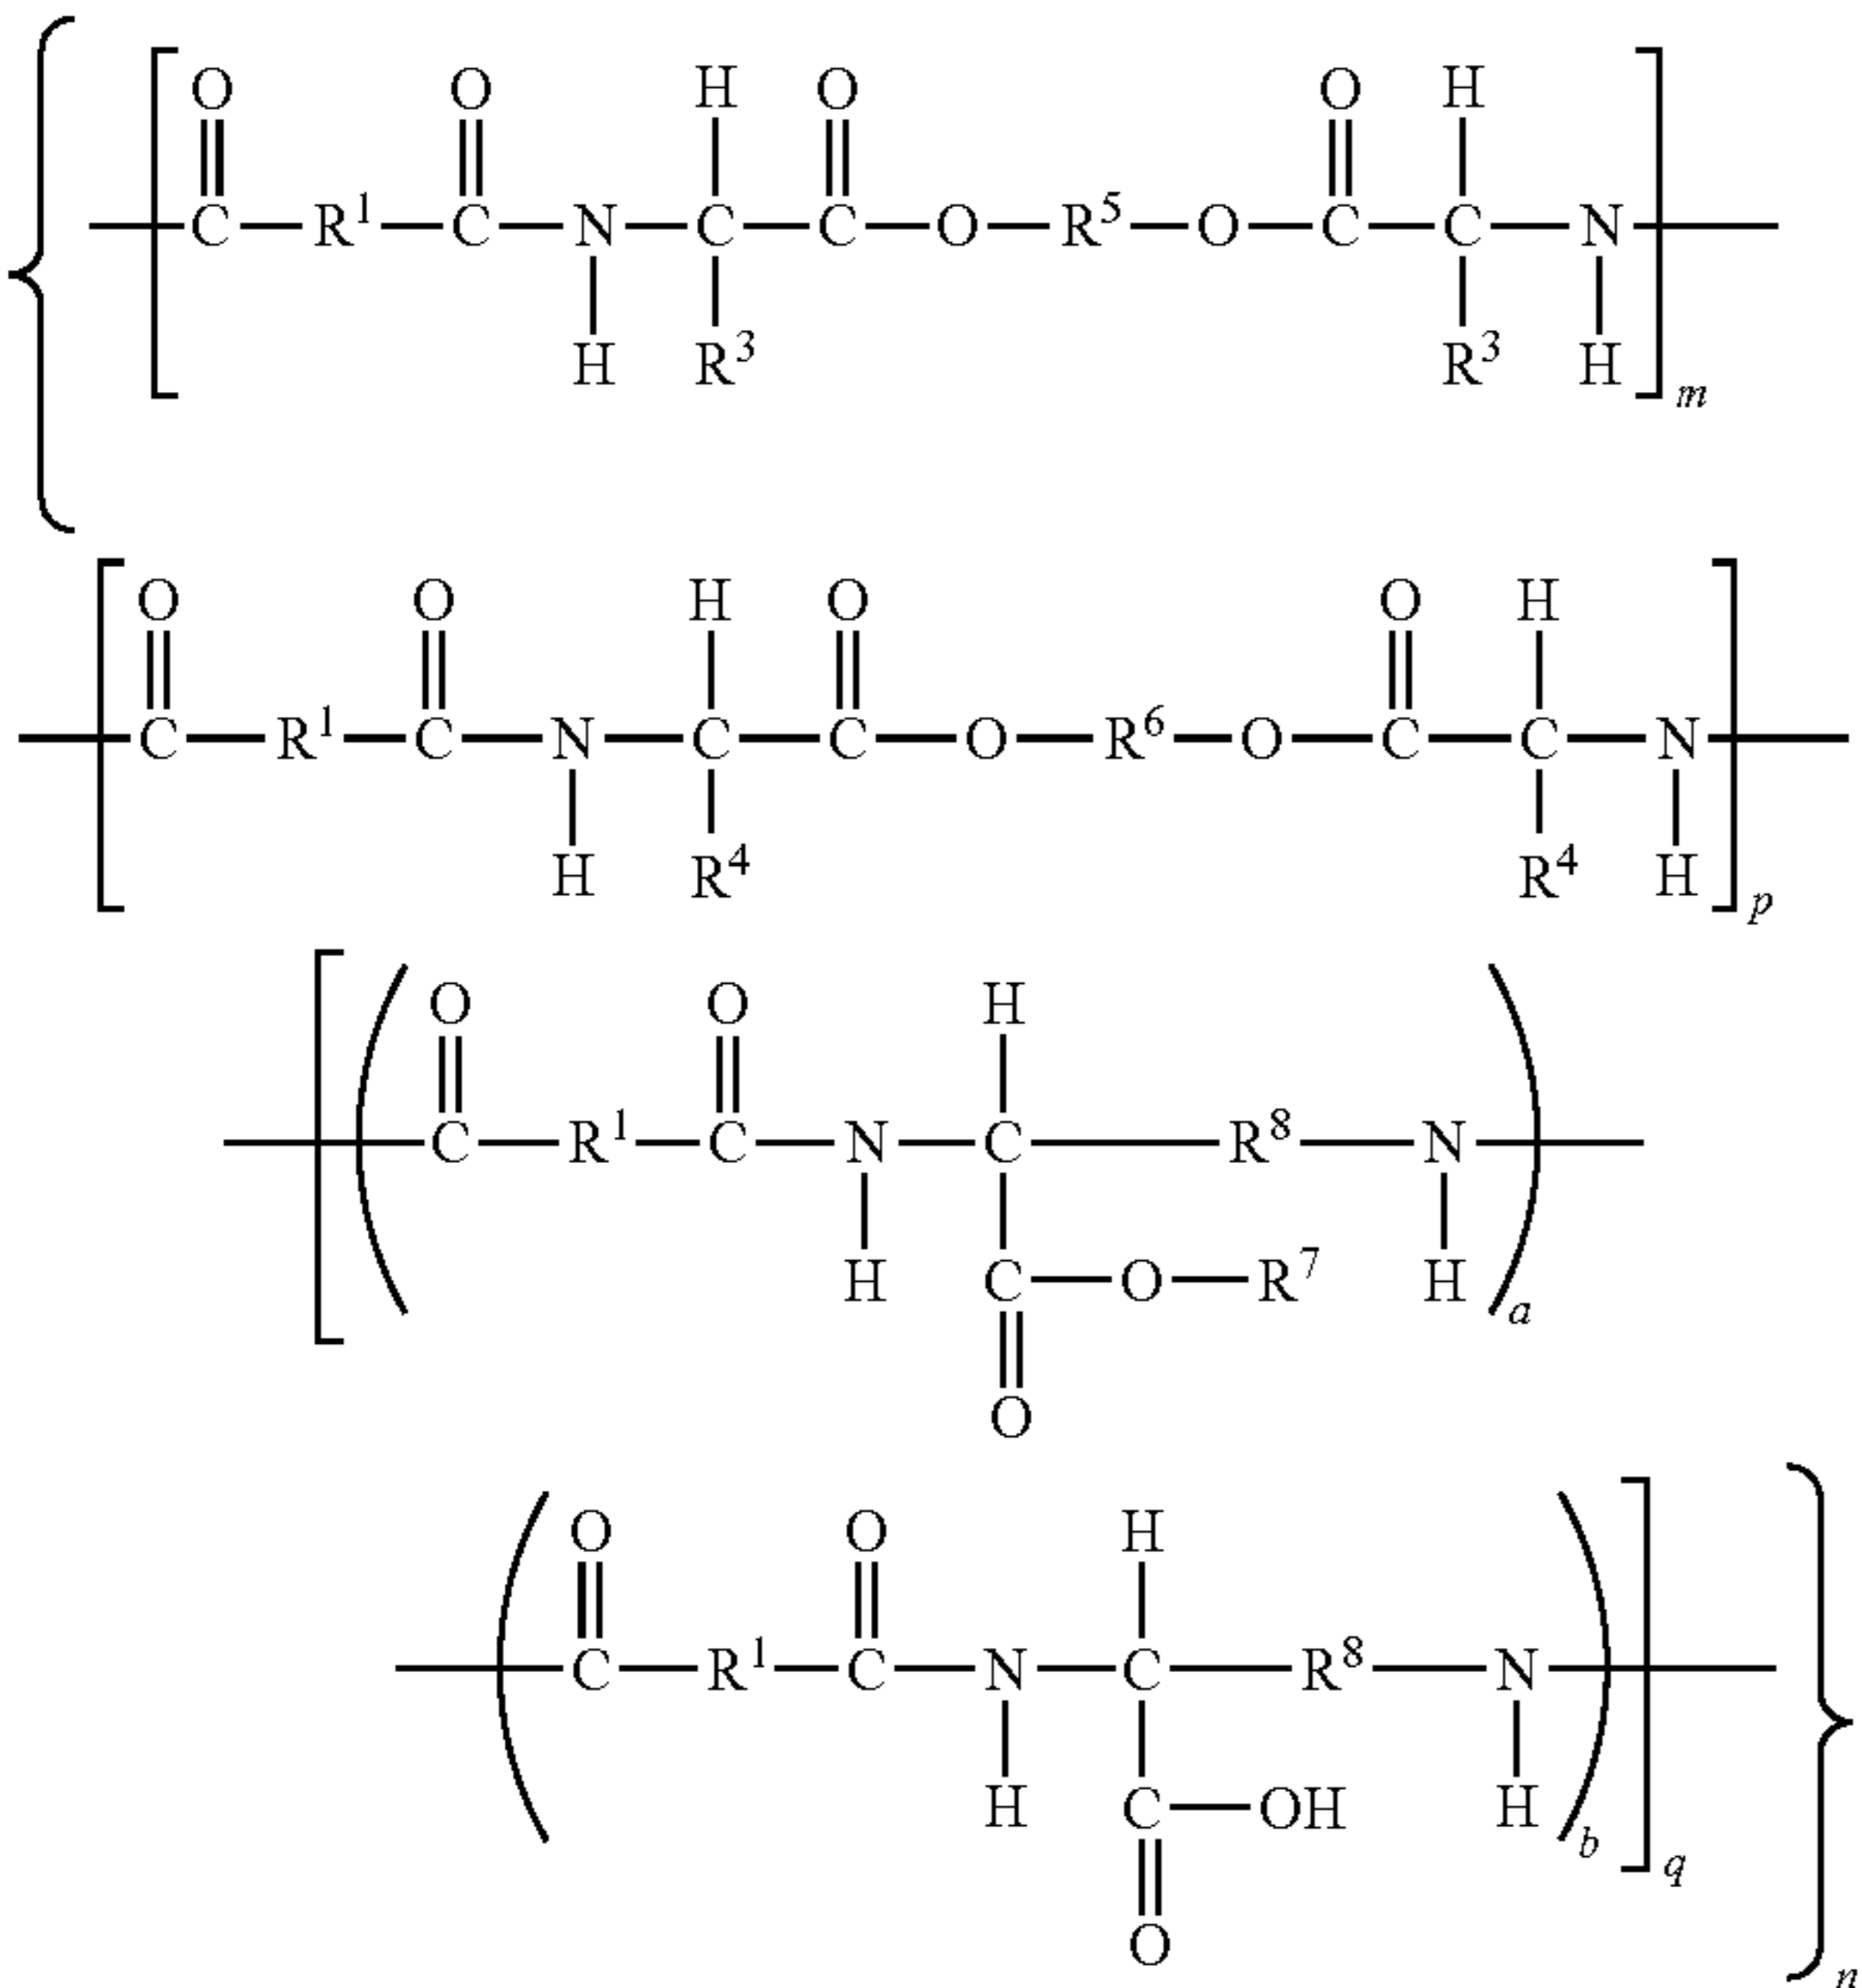 O O H O O H
C R¹ C N C C O R⁵ O C C N
H R³ R³ H
m
O O H O O H
C R¹ C N C C O R⁶ O C C N
H R⁴ R⁴ H
p
O O H
C R¹ C N C R⁸ N
H C O R⁷ H
a
O
O O H
C R¹ C N C R⁸ N
H C OH H
b q
O
n